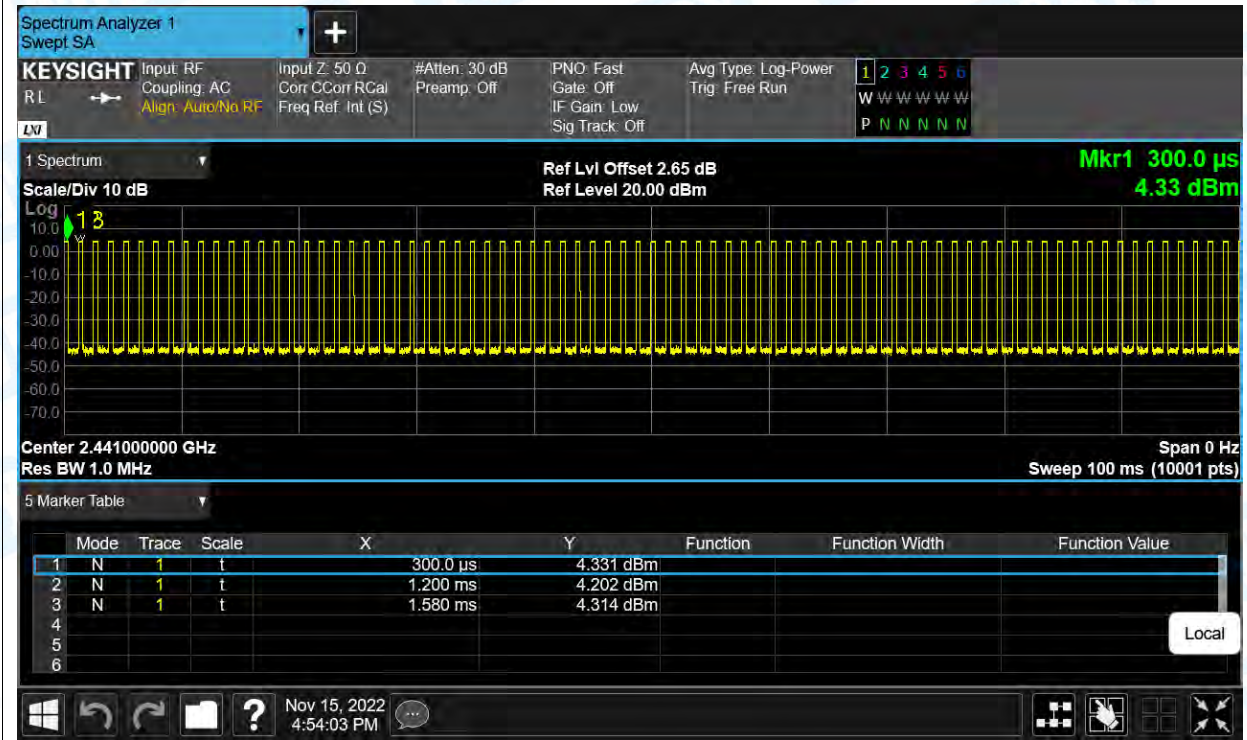 Spectrum Analyzer 1
Swept SA
+
KEYSIGHT Input: RF Input Z: 50 Ω #Atten: 30 dB PNO: Fast Avg Type: Log-Power 1 2 3 4 5 6
RL Coupling: AC Corr CCorr RCal Preamp: Off Gate: Off Trig: Free Run W W W W W W
Align: Auto/No RF Freq Ref: Int (S) IF Gain: Low
LXI Sig Track: Off P N N N N N
1 Spectrum Ref Lvl Offset 2.65 dB Mkr1 300.0 µs
Scale/Div 10 dB Ref Level 20.00 dBm 4.33 dBm
Log
10.0
0.00
-10.0
-20.0
-30.0
-40.0
-50.0
-60.0
-70.0
Center 2.441000000 GHz Span 0 Hz
Res BW 1.0 MHz Sweep 100 ms (10001 pts)
5 Marker Table
Mode Trace Scale X Y Function Function Width Function Value
1 N 1 t 300.0 µs 4.331 dBm
2 N 1 t 1.200 ms 4.202 dBm
3 N 1 t 1.580 ms 4.314 dBm
4
5
6
Local
? Nov 15, 2022
4:54:03 PM